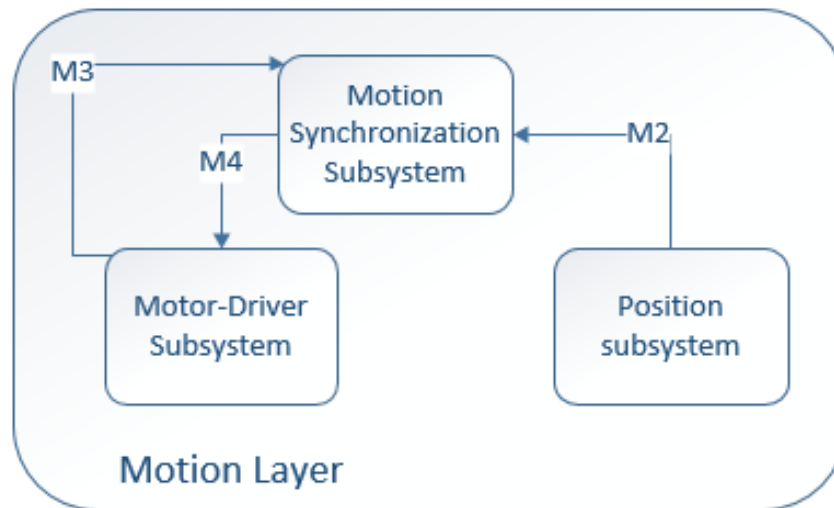 M3
Motion
Synchronization
Subsystem
M2
M4
Motor-Driver
Subsystem
Position
subsystem
Motion Layer